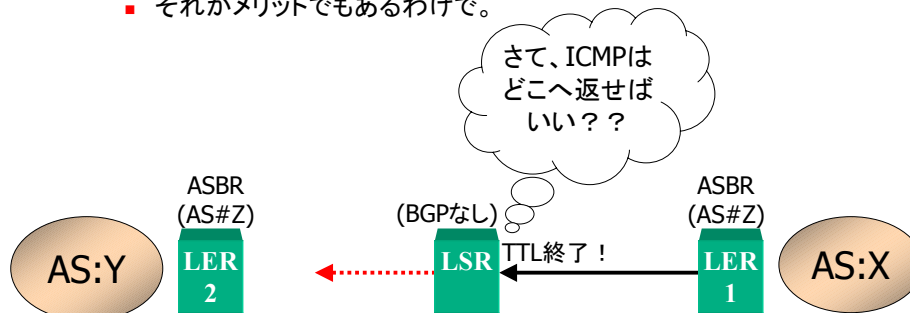 ▪ それがメリットでもあるわけで。
さて、ICMPは
どこへ返せば
いい？？
ASBR
(AS#Z)
(BGPなし)
ASBR
(AS#Z)
AS:Y
LER
2
LSR
TTL終了！
LER
1
AS:X